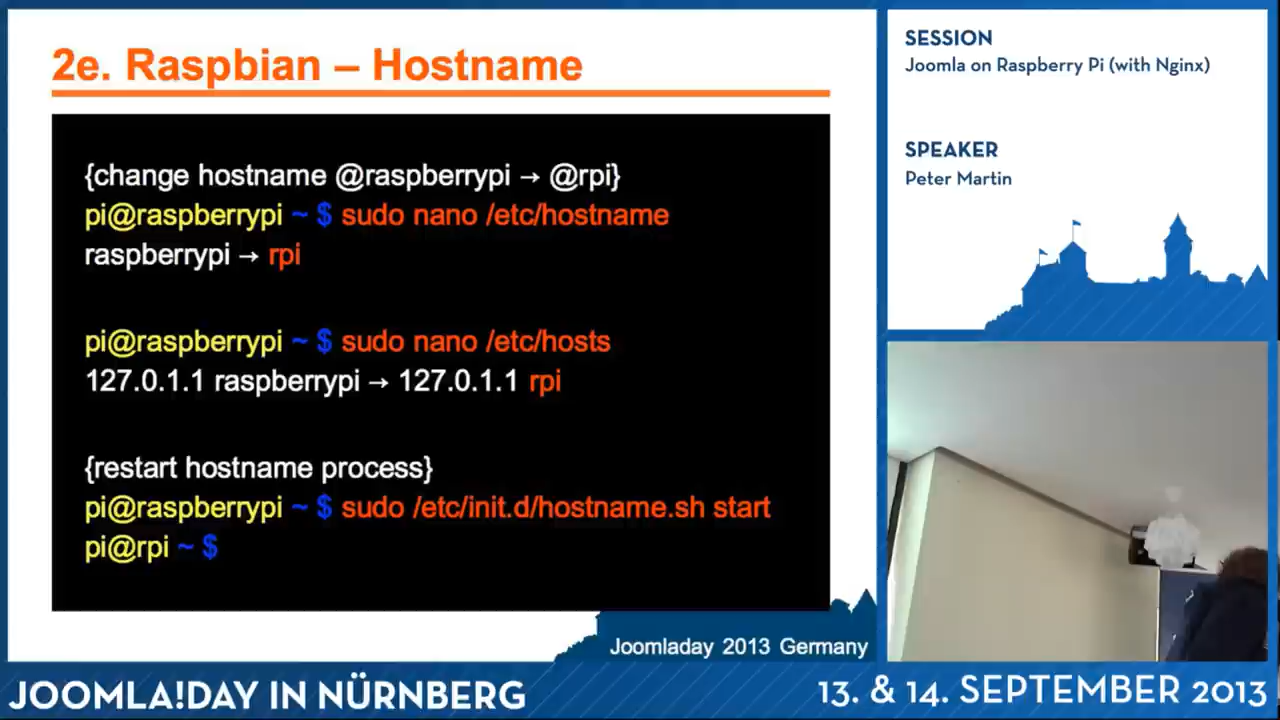 2e. Raspbian – Hostname
{change hostname @raspberrypi → @rpi}
pi@raspberrypi ~ $ sudo nano /etc/hostname
raspberrypi → rpi
pi@raspberrypi ~ $ sudo nano /etc/hosts
127.0.1.1 raspberrypi → 127.0.1.1 rpi
{restart hostname process}
pi@raspberrypi ~ $ sudo /etc/init.d/hostname.sh start
pi@rpi ~ $
Joomladay 2013 Germany
SESSION
Joomla on Raspberry Pi (with Nginx)
SPEAKER
Peter Martin
JOOMLA!DAY IN NÜRNBERG
13. & 14. SEPTEMBER 2013